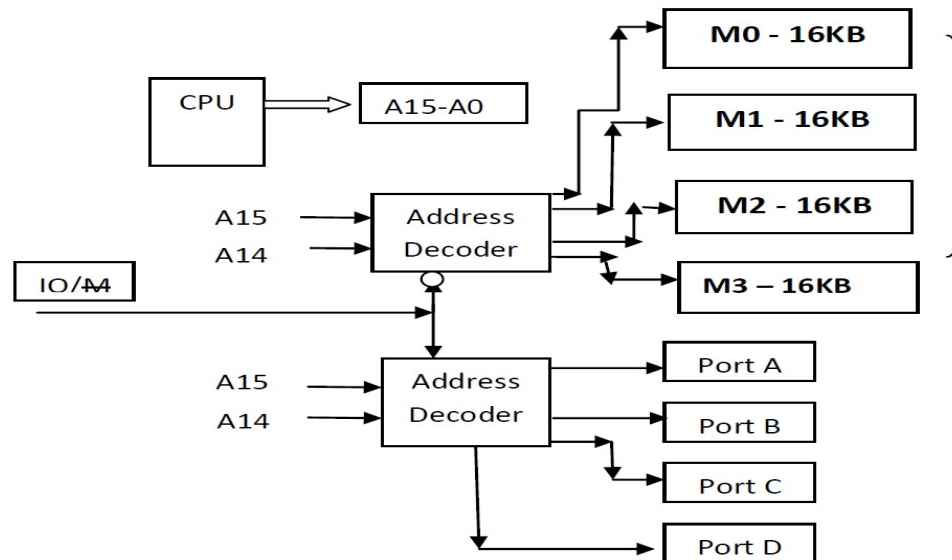 M0 - 16KB
CPU
A15-A0
M1 - 16KB
A15
Address
Decoder
M2 - 16KB
A14
IO/M
M3 – 16KB
A15
Address
Decoder
Port A
A14
Port B
Port C
Port D